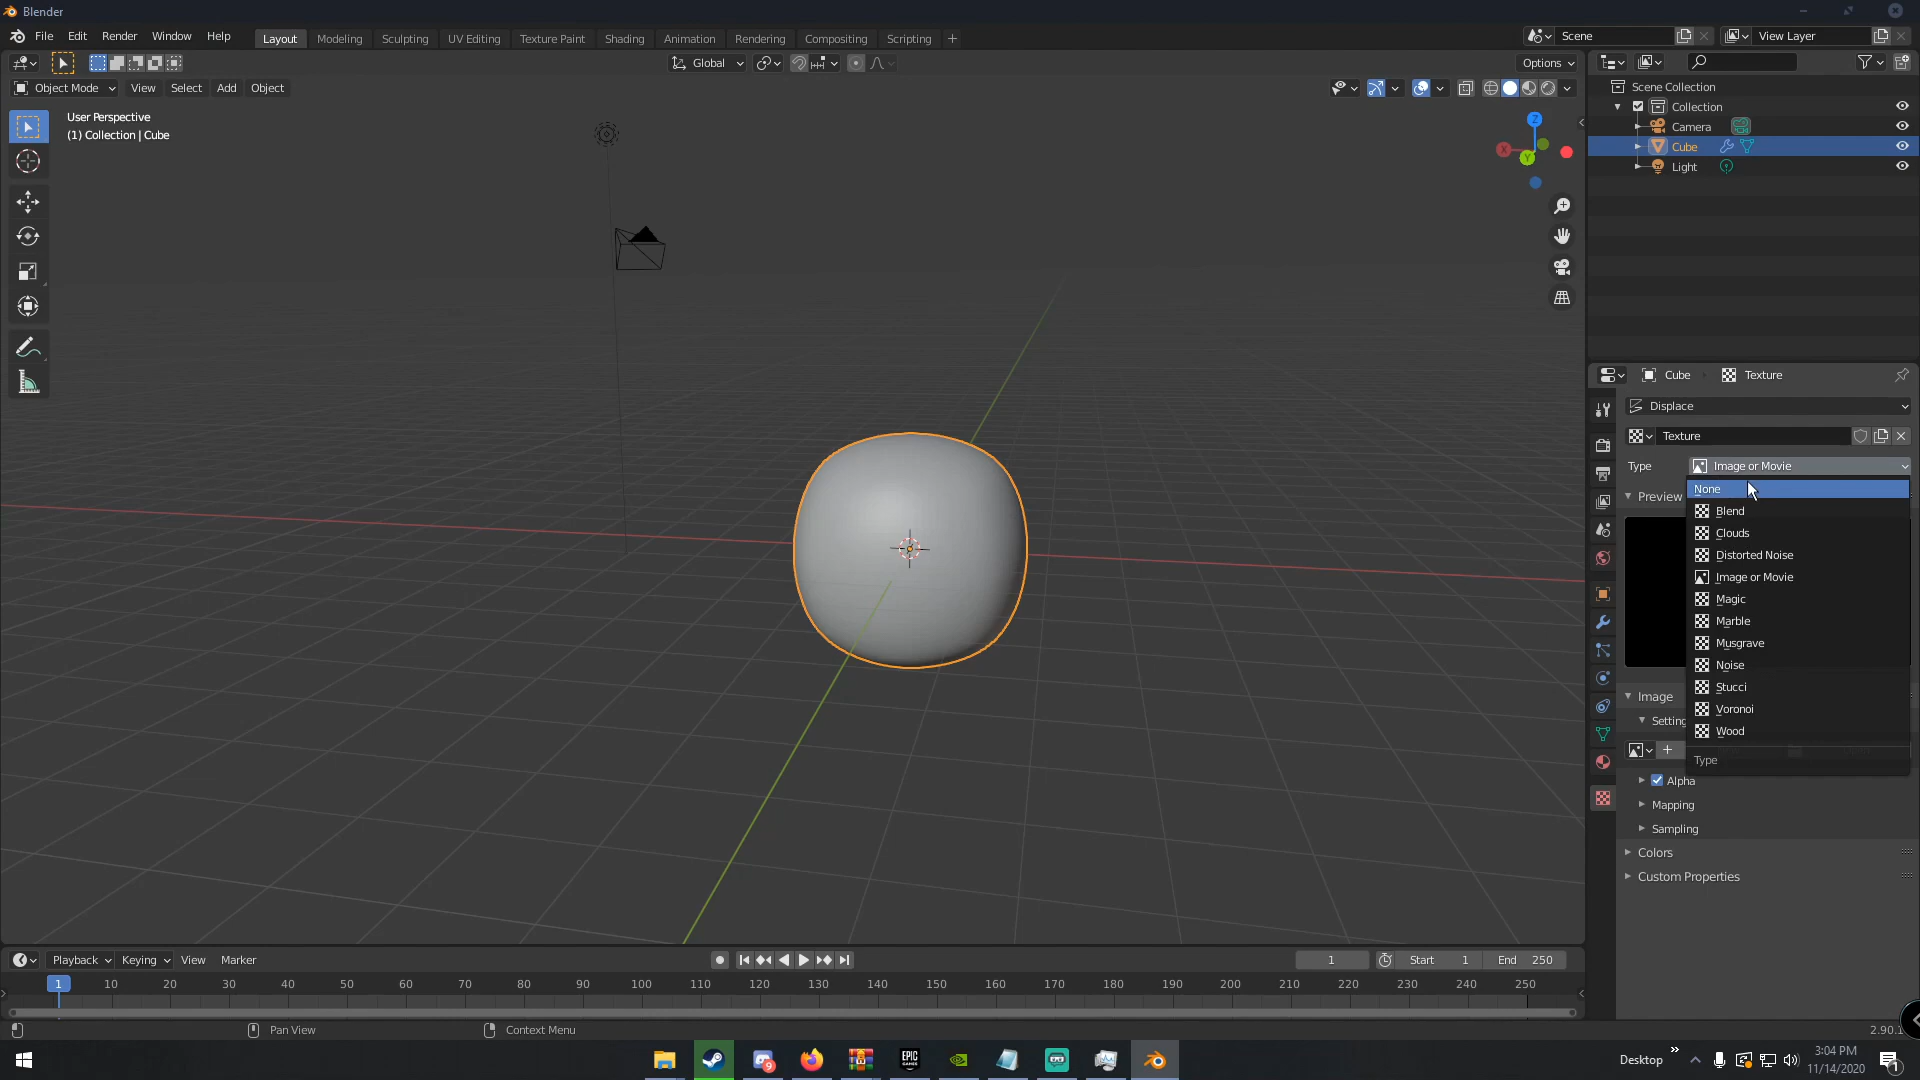 Blender
File Edit Render Window Help
Layout Modeling Sculpting UV Editing Texture Paint Shading Animation Rendering Compositing Scripting +
Scene
View Layer
Global
Options
Object Mode View Select Add Object
User Perspective
(1) Collection | Cube
Z
X
Y
Scene Collection
Collection
Camera
Cube
Light
Cube Texture
Displace
Texture
Type Image or Movie
Preview
None
Blend
Clouds
Distorted Noise
Image or Movie
Magic
Marble
Musgrave
Noise
Stucci
Voronoi
Wood
Type
Image
Setting
Alpha
Mapping
Sampling
Colors
Custom Properties
Playback Keying View Marker
1 Start 1 End 250
1 10 20 30 40 50 60 70 80 90 100 110 120 130 140 150 160 170 180 190 200 210 220 230 240 250
Pan View Context Menu
2.90.1
EPIC GAMES
9
Desktop
3:04 PM
11/14/2020
1